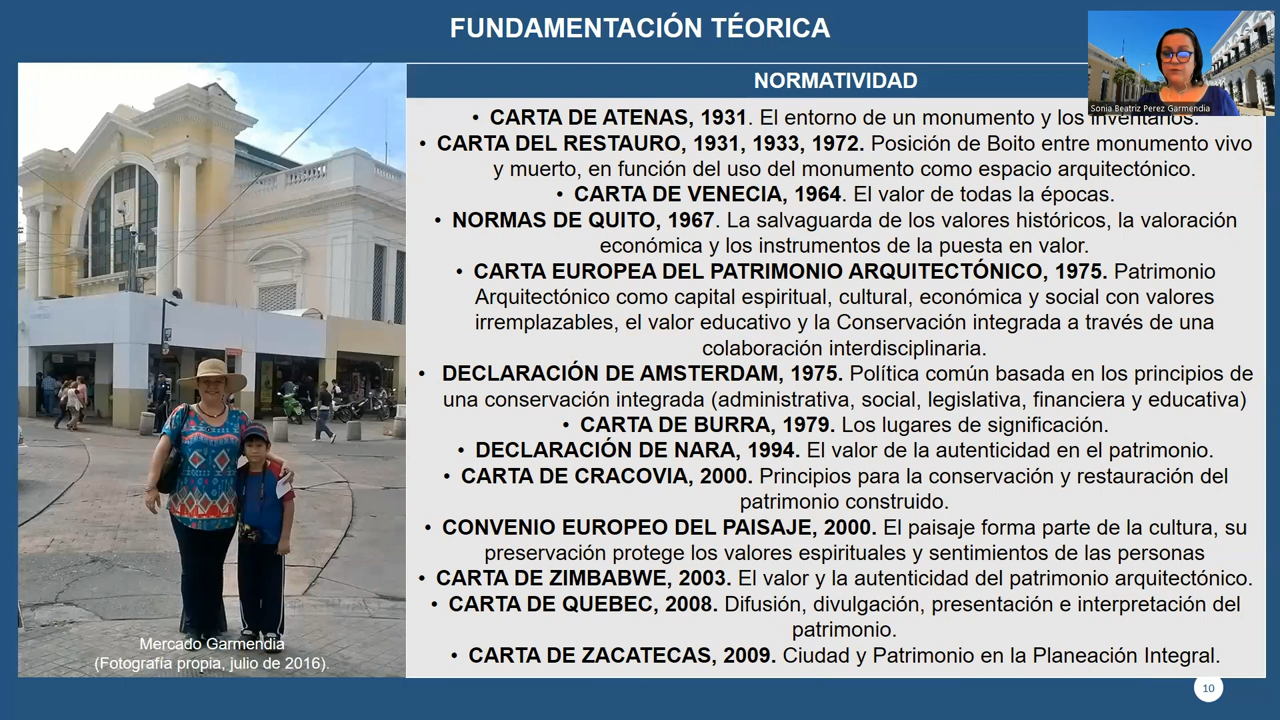 FUNDAMENTACIÓN TÉORICA
NORMATIVIDAD
Sonia Beatriz Perez Garmendia
• CARTA DE ATENAS, 1931. El entorno de un monumento y los inventarios.
• CARTA DEL RESTAURO, 1931, 1933, 1972. Posición de Boito entre monumento vivo
y muerto, en función del uso del monumento como espacio arquitectónico.
• CARTA DE VENECIA, 1964. El valor de todas la épocas.
• NORMAS DE QUITO, 1967. La salvaguarda de los valores históricos, la valoración
económica y los instrumentos de la puesta en valor.
• CARTA EUROPEA DEL PATRIMONIO ARQUITECTÓNICO, 1975. Patrimonio
Arquitectónico como capital espiritual, cultural, económica y social con valores
irremplazables, el valor educativo y la Conservación integrada a través de una
colaboración interdisciplinaria.
• DECLARACIÓN DE AMSTERDAM, 1975. Política común basada en los principios de
una conservación integrada (administrativa, social, legislativa, financiera y educativa)
• CARTA DE BURRA, 1979. Los lugares de significación.
• DECLARACIÓN DE NARA, 1994. El valor de la autenticidad en el patrimonio.
• CARTA DE CRACOVIA, 2000. Principios para la conservación y restauración del
patrimonio construido.
• CONVENIO EUROPEO DEL PAISAJE, 2000. El paisaje forma parte de la cultura, su
preservación protege los valores espirituales y sentimientos de las personas
• CARTA DE ZIMBABWE, 2003. El valor y la autenticidad del patrimonio arquitectónico.
• CARTA DE QUEBEC, 2008. Difusión, divulgación, presentación e interpretación del
patrimonio.
• CARTA DE ZACATECAS, 2009. Ciudad y Patrimonio en la Planeación Integral.
Mercado Garmendia
(Fotografía propia, julio de 2016).
10